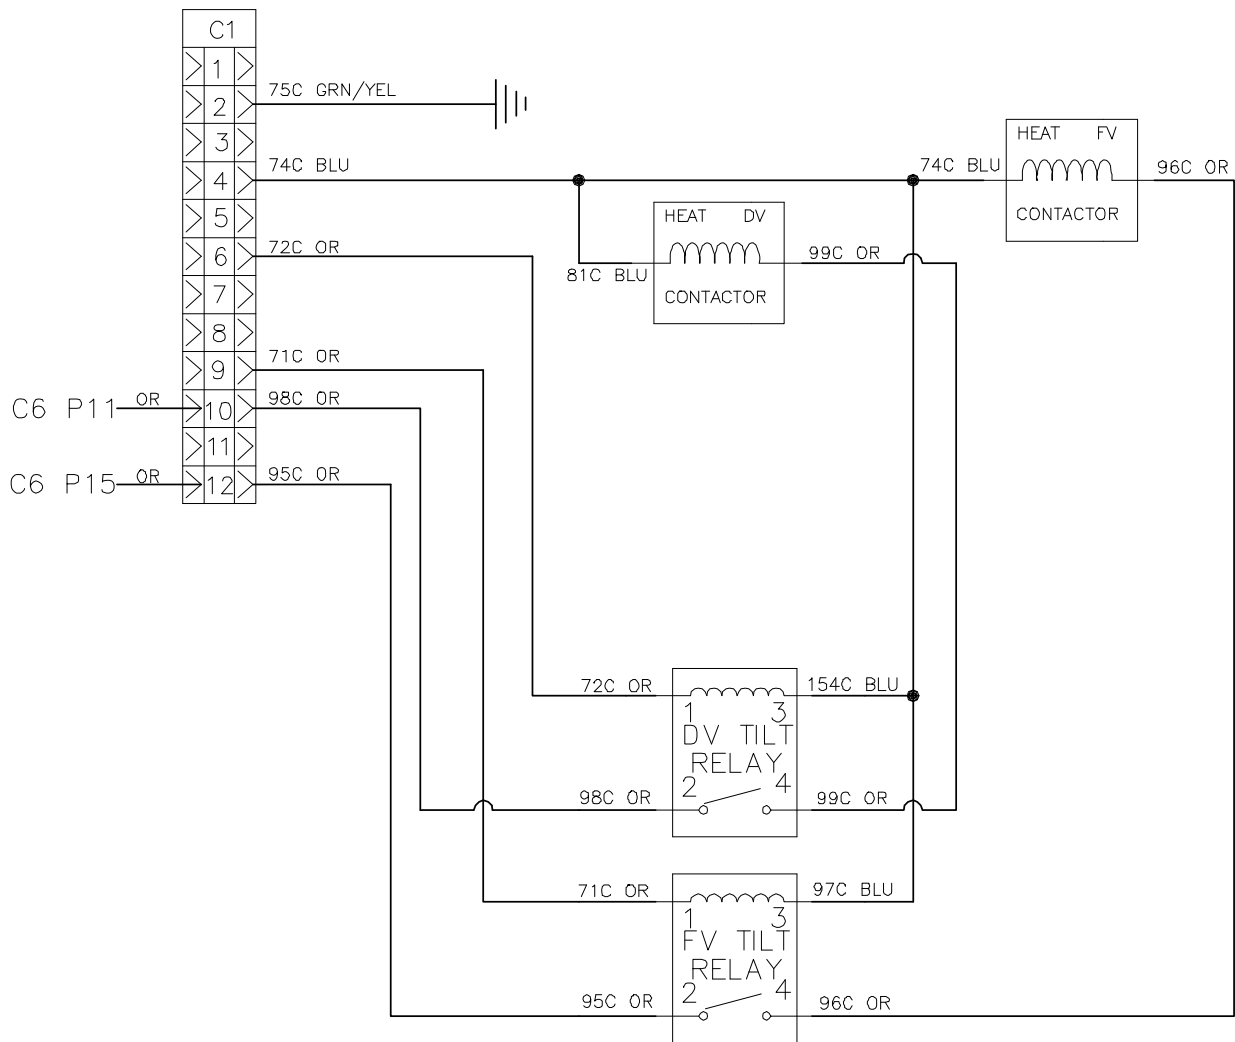 C1
1
75C GRN/YEL
2
HEAT FV
3
74C BLU
74C BLU
96C OR
4
HEAT DV
CONTACTOR
5
72C OR
99C OR
6
81C BLU
7
CONTACTOR
8
71C OR
9
C6 P11
OR
98C OR
10
11
C6 P15
OR
95C OR
12
72C OR
154C BLU
1 3
DV TILT
RELAY
2 4
98C OR
99C OR
71C OR
97C BLU
1 3
FV TILT
RELAY
2 4
95C OR
96C OR